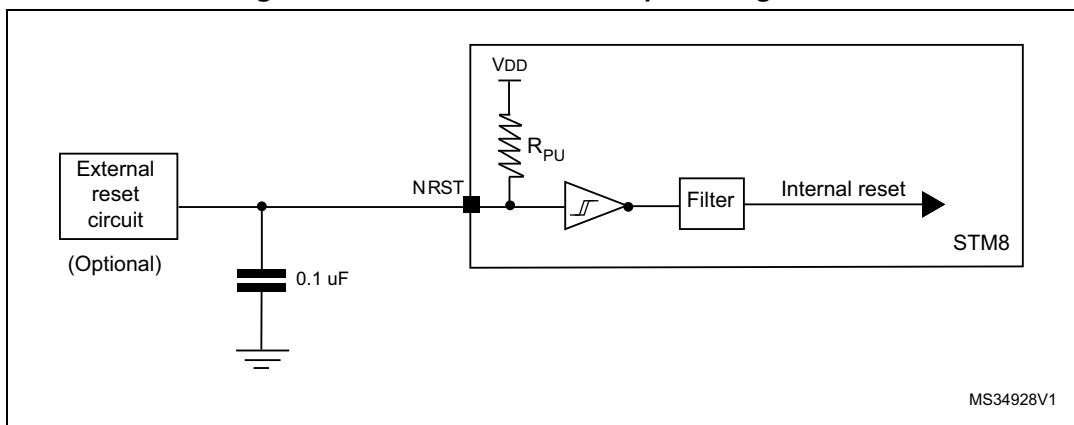 VDD
RPU
External
reset
circuit
(Optional)
NRST
Filter
Internal reset
STM8
0.1 uF
MS34928V1